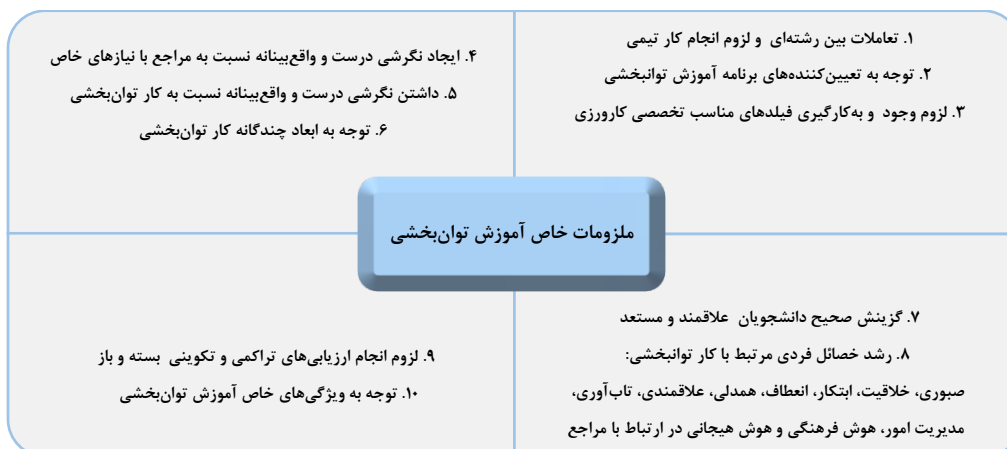 ۱. تعاملات بین رشته‌ای و لزوم انجام کار تیمی
۲. توجه به تعیین‌کننده‌های برنامه آموزش توانبخشی
۳. لزوم وجود و به‌کارگیری فیلدهای مناسب تخصصی کارورزی
۴. ایجاد نگرشی درست و واقع‌بینانه نسبت به مراجع با نیازهای خاص
۵. داشتن نگرشی درست و واقع‌بینانه نسبت به کار توان‌بخشی
۶. توجه به ابعاد چندگانه کار توان‌بخشی
ملزومات خاص آموزش توان‌بخشی
۷. گزینش صحیح دانشجویان علاقمند و مستعد
۸. رشد خصائل فردی مرتبط با کار توانبخشی:
صبوری، خلاقیت، ابتکار، انعطاف، همدلی، علاقمندی، تاب‌آوری،
مدیریت امور، هوش فرهنگی و هوش هیجانی در ارتباط با مراجع
۹. لزوم انجام ارزیابی‌های تراکمی و تکوینی بسته و باز
۱۰. توجه به ویژگی‌های خاص آموزش توان‌بخشی